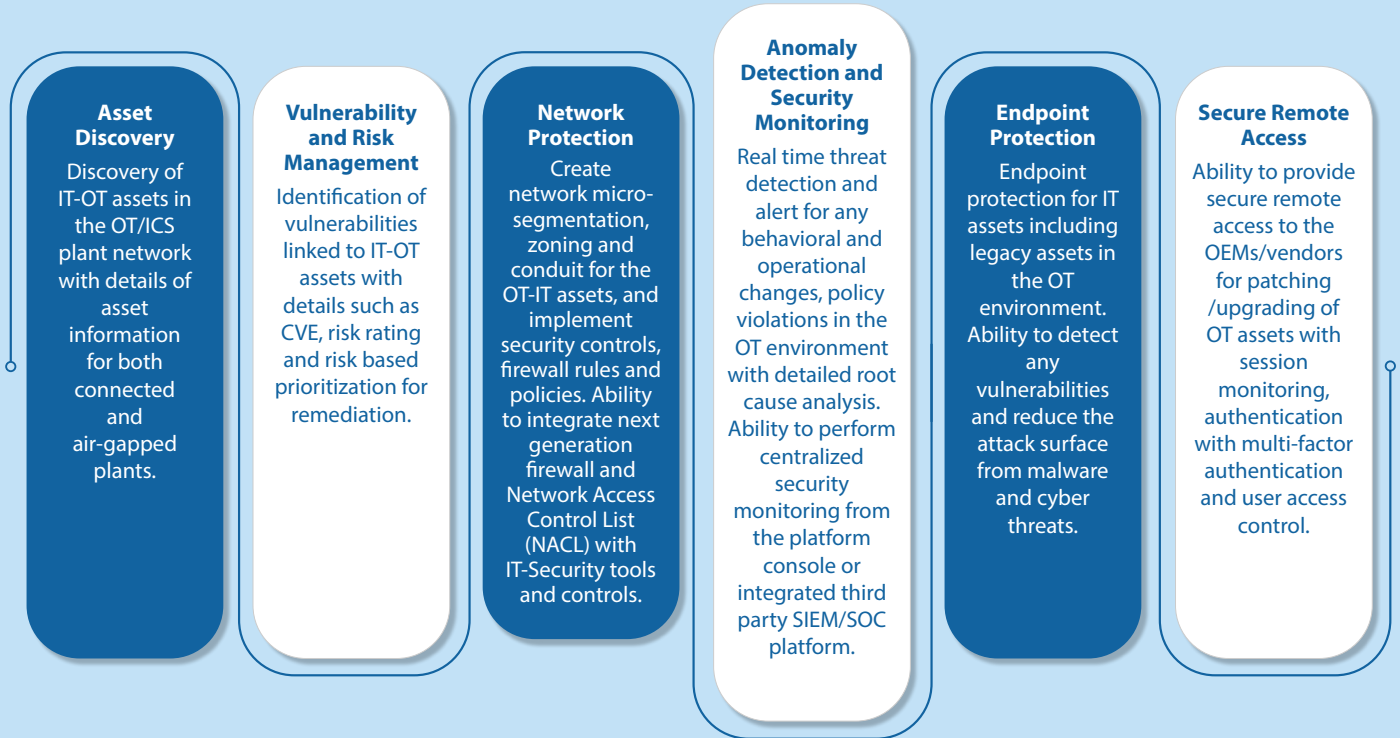 Asset
Discovery
Discovery of
IT-OT assets in
the OT/ICS
plant network
with details of
asset
information
for both
connected
and
air-gapped
plants.
Vulnerability
and Risk
Management
Identification of
vulnerabilities
linked to IT-OT
assets with
details such as
CVE, risk rating
and risk based
prioritization for
remediation.
Network
Protection
Create
network micro-
segmentation,
zoning and
conduit for the
OT-IT assets, and
implement
security controls,
firewall rules and
policies. Ability
to integrate next
generation
firewall and
Network Access
Control List
(NACL) with
IT-Security tools
and controls.
Anomaly
Detection and
Security
Monitoring
Real time threat
detection and
alert for any
behavioral and
operational
changes, policy
violations in the
OT environment
with detailed root
cause analysis.
Ability to perform
centralized
security
monitoring from
the platform
console or
integrated third
party SIEM/SOC
platform.
Endpoint
Protection
Endpoint
protection for IT
assets including
legacy assets in
the OT
environment.
Ability to detect
any
vulnerabilities
and reduce the
attack surface
from malware
and cyber
threats.
Secure Remote
Access
Ability to provide
secure remote
access to the
OEMs/vendors
for patching
/upgrading of
OT assets with
session
monitoring,
authentication
with multi-factor
authentication
and user access
control.